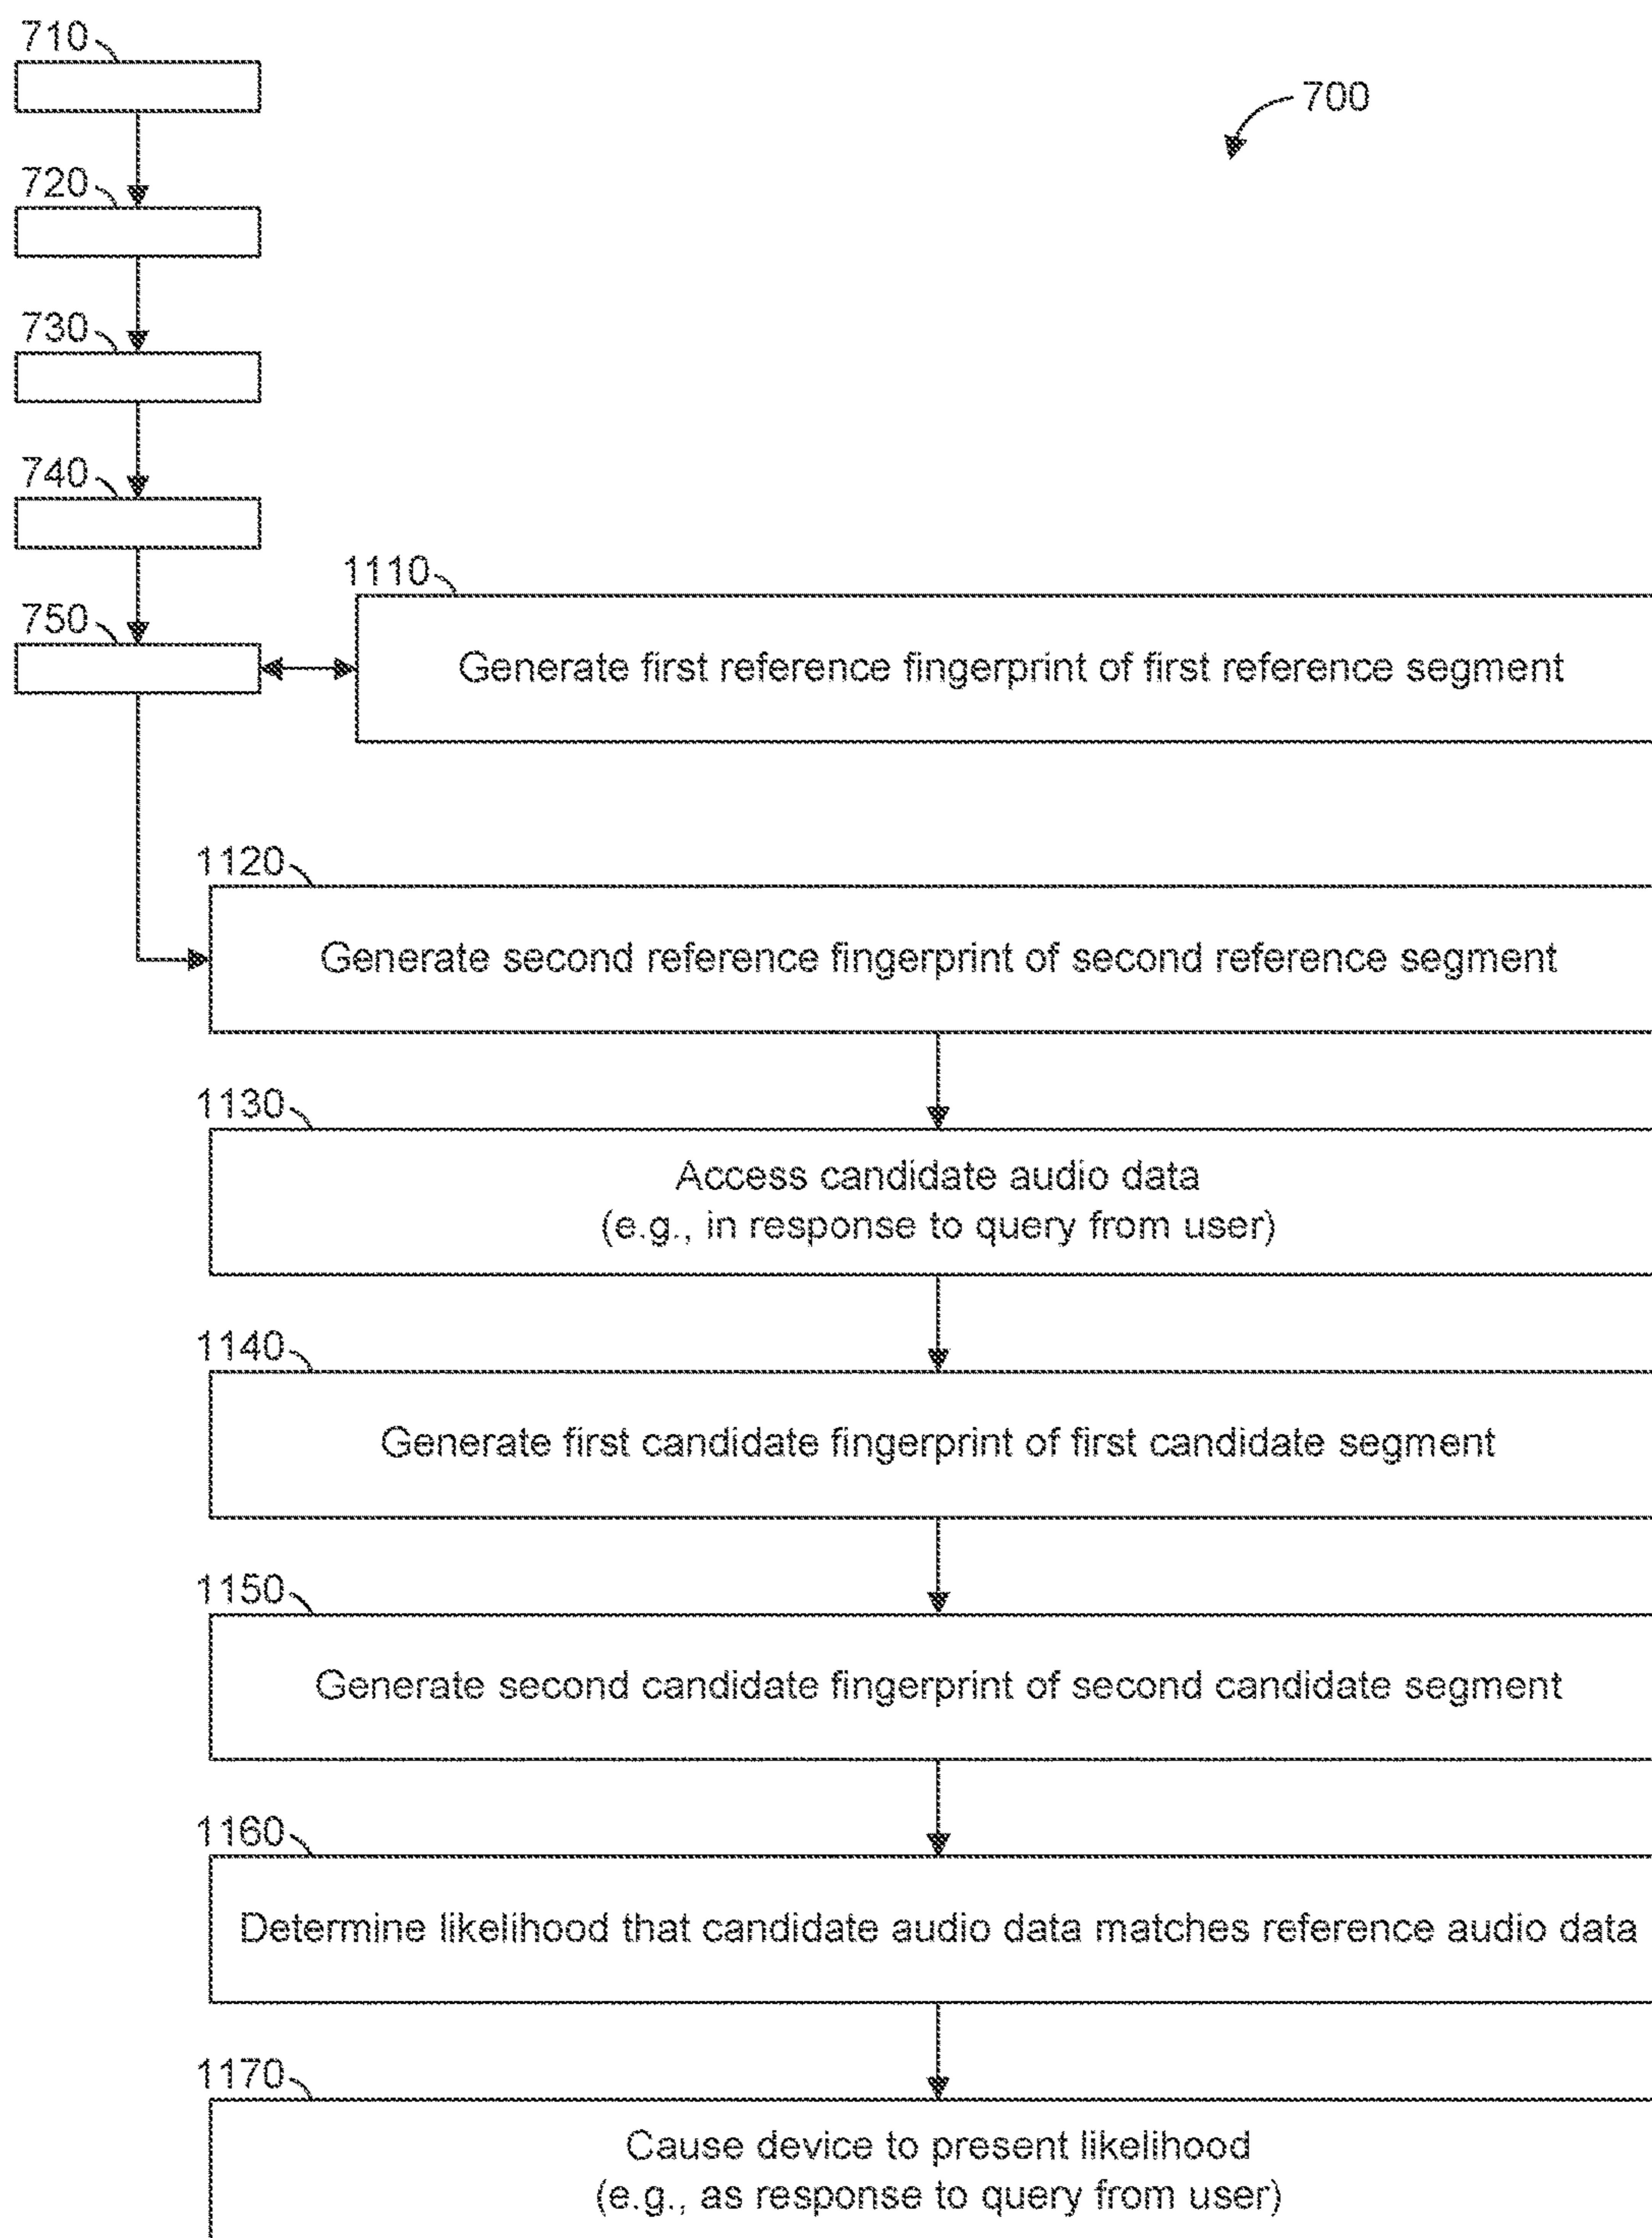 710
700
720
730
740
750
1110
Generate first reference fingerprint of first reference segment
1120
Generate second reference fingerprint of second reference segment
1130
Access candidate audio data
(e.g., in response to query from user)
1140
Generate first candidate fingerprint of first candidate segment
1150
Generate second candidate fingerprint of second candidate segment
1160
Determine likelihood that candidate audio data matches reference audio data
1170
Cause device to present likelihood
(e.g., as response to query from user)